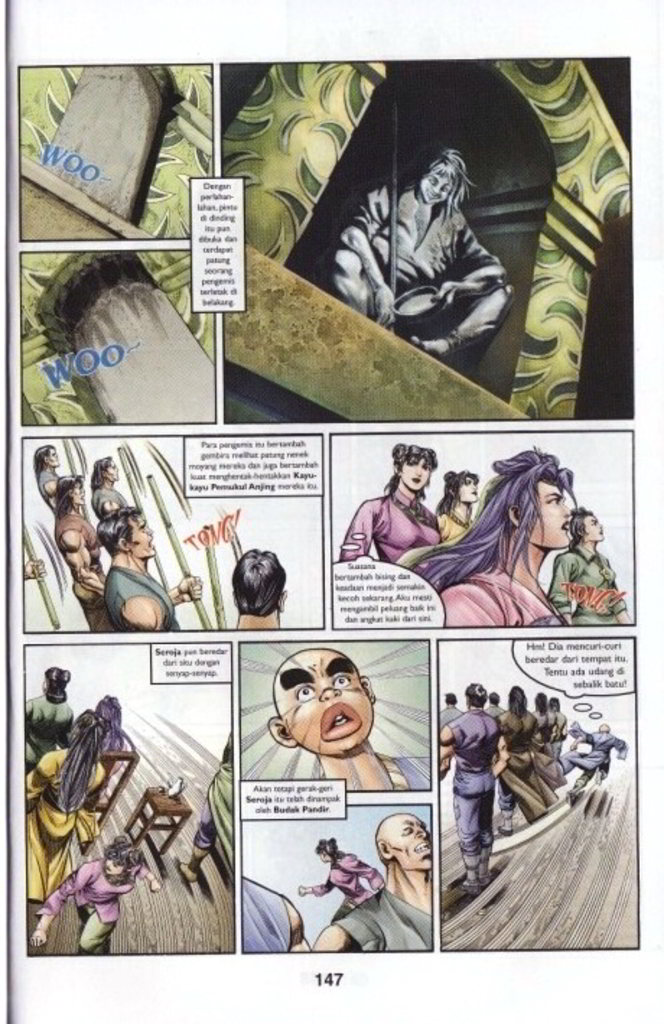 WOO~
Dengan
perlahan-
lahan, pintu
di dinding
itu pun
dibuka dan
terdapat
patung
seorang
pengemis
terletak di
belakang.
WOO~
Para pengemis itu bertambah
gembira melihat patung nenek
moyang mereka dan juga bertambah
kuat menghentak-hentakkan Kayu-
kayu Pemukul Anjing mereka itu.
TONG!
Suasana
bertambah bising dan
keadaan menjadi
kecoh sekarang. Aku mesti
mengambil peluang baik ini
dan angkat kaki dari sini.
TONG!
Seroja pun beredar
dari situ dengan
senyap-senyap.
Akan tetapi gerak-geri
Seroja itu telah dinampak
oleh Budak Pandir.
Hm! Dia mencuri-curi
beredar dari tempat itu.
Tentu ada udang di
sebalik batu!
147